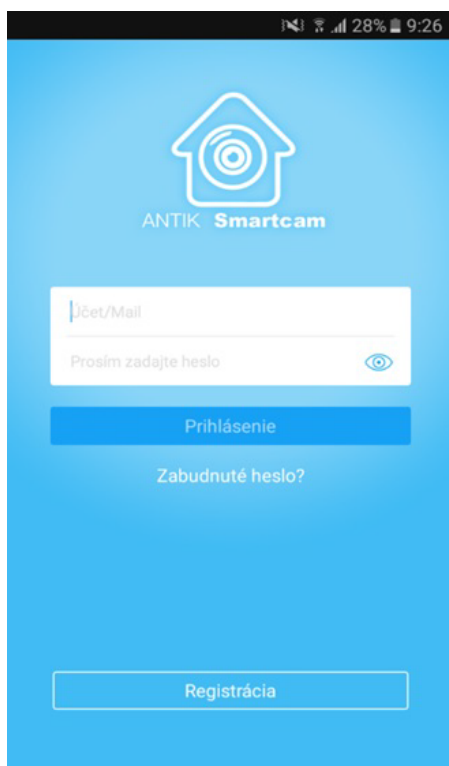 28% 9:26
ANTIK Smartcam
Účet/Mail
Prosím zadajte heslo
Prihlásenie
Zabudnuté heslo?
Registrácia